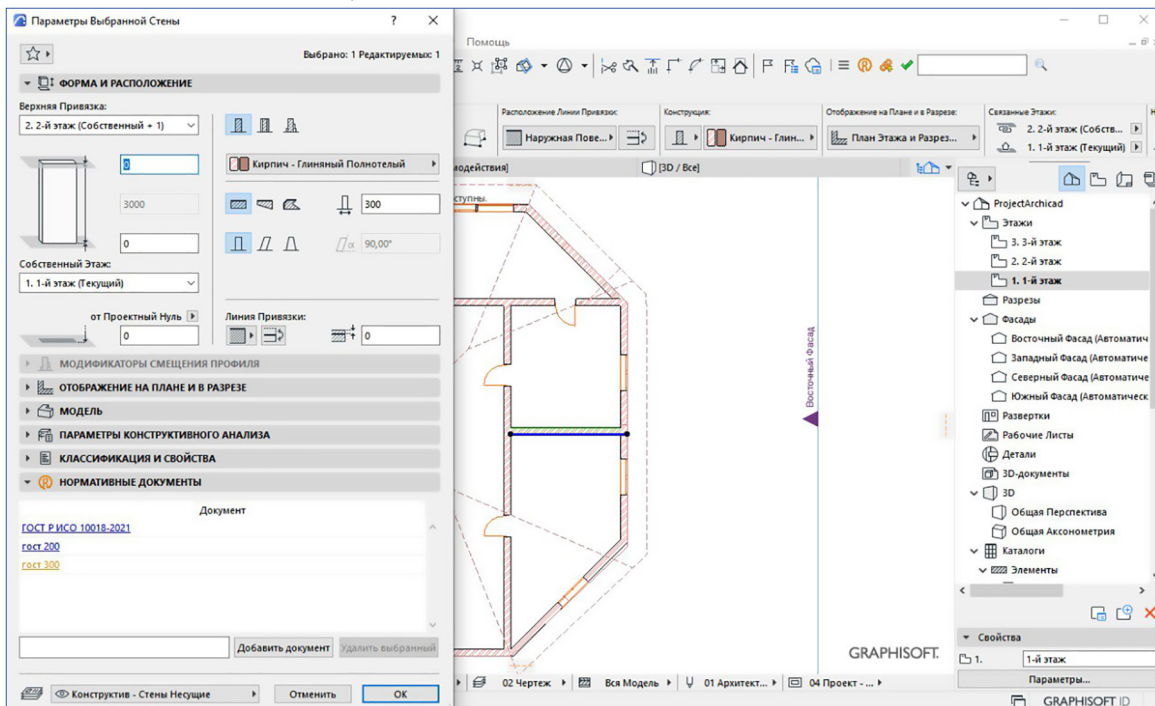 Параметры Выбранной Стены
?
Выбрано: 1 Редактируемых: 1
ФОРМА И РАСПОЛОЖЕНИЕ
Верхняя Привязка:
2. 2-й этаж (Собственный + 1)
0
Кирпич - Глиняный Полнотелый
3000
300
0
α
90,00°
Собственный Этаж:
1. 1-й этаж (Текущий)
от Проектный Нуль
Линия Привязки:
0
0
МОДИФИКАТОРЫ СМЕЩЕНИЯ ПРОФИЛЯ
ОТОБРАЖЕНИЕ НА ПЛАНЕ И В РАЗРЕЗЕ
МОДЕЛЬ
ПАРАМЕТРЫ КОНСТРУКТИВНОГО АНАЛИЗА
КЛАССИФИКАЦИЯ И СВОЙСТВА
НОРМАТИВНЫЕ ДОКУМЕНТЫ
Документ
ГОСТ Р ИСО 10018-2021
гост 200
гост 300
Добавить документ
Удалить выбранный
Конструктив - Стены Несущие
Отменить
OK
Помощь
Расположение Линии Привязки:
Конструкция:
Отображение на Плане и в Разрезе:
Связанные Этажи:
Наружная Пове...
Кирпич - Глин...
План Этажа и Разрез...
2. 2-й этаж (Собств...
1. 1-й этаж (Текущий)
модействия]
[3D / Все]
ступны.
Восточный Фасад
GRAPHISOFT.
ProjectArchicad
Этажи
3. 3-й этаж
2. 2-й этаж
1. 1-й этаж
Разрезы
Фасады
Восточный Фасад (Автоматич
Западный Фасад (Автоматиче
Северный Фасад (Автоматиче
Южный Фасад (Автоматическ
Развертки
Рабочие Листы
Детали
3D-документы
3D
Общая Перспектива
Общая Аксонометрия
Каталоги
Элементы
Свойства
1.
1-й этаж
Параметры...
02 Чертеж
Вся Модель
01 Архитект...
04 Проект - ...
GRAPHISOFT ID